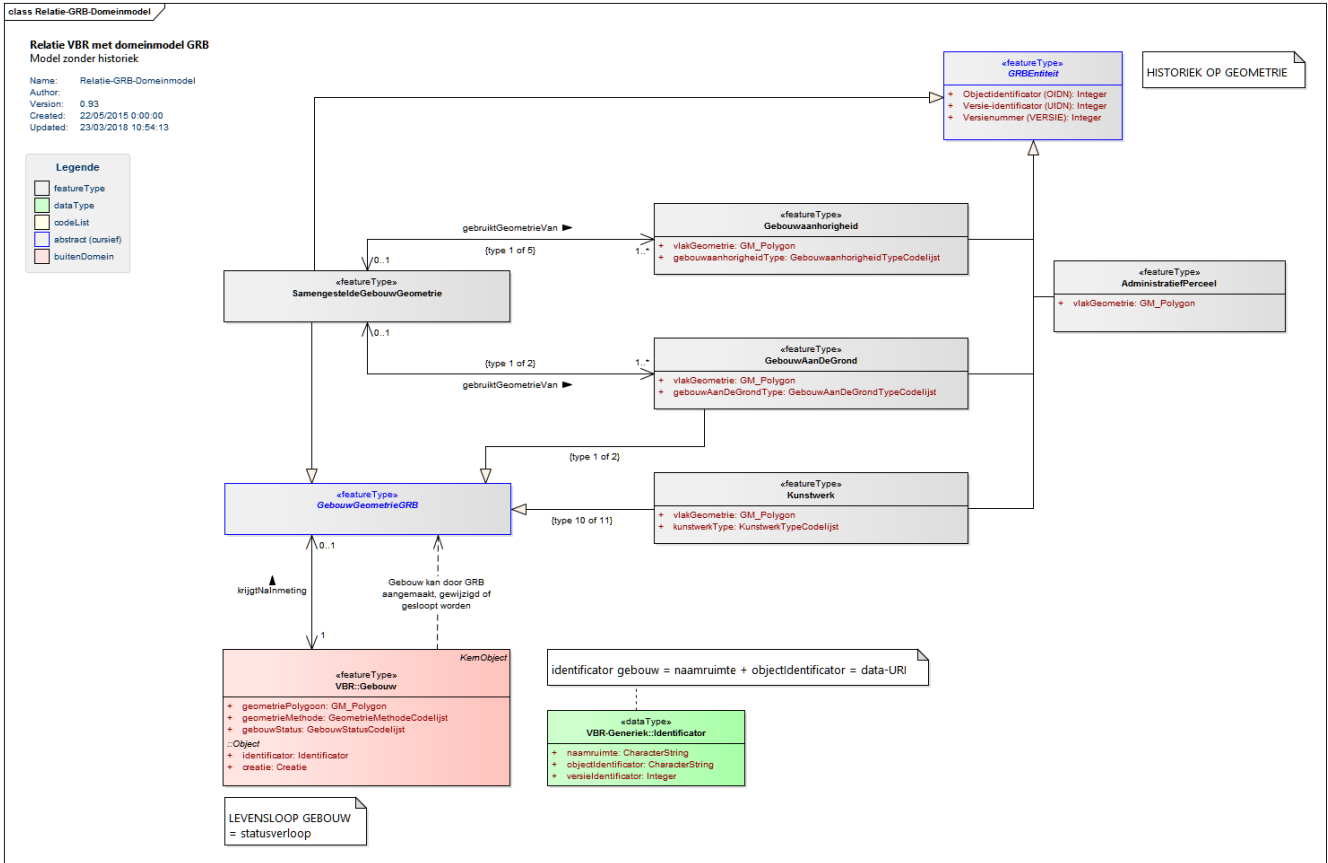 class Relatie-GRB-Domeinmodel
Relatie VBR met domeinmodel GRB
Model zonder historiek
Name: Relatie-GRB-Domeinmodel
Author:
Version: 0.93
Created: 22/05/2015 0:00:00
Updated: 23/03/2018 10:54:13
Legende
featureType
dataType
codeList
abstract (cursief)
buitenDomein
«featureType»
GRBEntiteit
+ Objectidentificator (OIDN): Integer
+ Versie-identificator (UIDN): Integer
+ Versienummer (VERSIE): Integer
HISTORIEK OP GEOMETRIE
«featureType»
Gebouwaanhorigheid
+ vlakGeometrie: GM_Polygon
+ gebouwaanhorigheidType: GebouwaanhorigheidTypeCodelijst
gebruiktGeometrieVan ►
{type 1 of 5}
1..*
0..1
«featureType»
SamengesteldeGebouwGeometrie
«featureType»
AdministratiefPerceel
+ vlakGeometrie: GM_Polygon
0..1
{type 1 of 2}
1..*
gebruiktGeometrieVan ►
«featureType»
GebouwAanDeGrond
+ vlakGeometrie: GM_Polygon
+ gebouwAanDeGrondType: GebouwAanDeGrondTypeCodelijst
{type 1 of 2}
«featureType»
GebouwGeometrieGRB
{type 10 of 11}
«featureType»
Kunstwerk
+ vlakGeometrie: GM_Polygon
+ kunstwerkType: KunstwerkTypeCodelijst
0..1
krijgtNaInmeting
1
Gebouw kan door GRB
aangemaakt, gewijzigd of
gesloopt worden
KernObject
«featureType»
VBR::Gebouw
+ geometriePolygoon: GM_Polygon
+ geometrieMethode: GeometrieMethodeCodelijst
+ gebouwStatus: GebouwStatusCodelijst
::Object
+ identificator: Identificator
+ creatie: Creatie
identificator gebouw = naamruimte + objectIdentificator = data-URI
«dataType»
VBR-Generiek::Identificator
+ naamruimte: CharacterString
+ objectIdentificator: CharacterString
+ versieIdentificator: Integer
LEVENSLOOP GEBOUW
= statusverloop